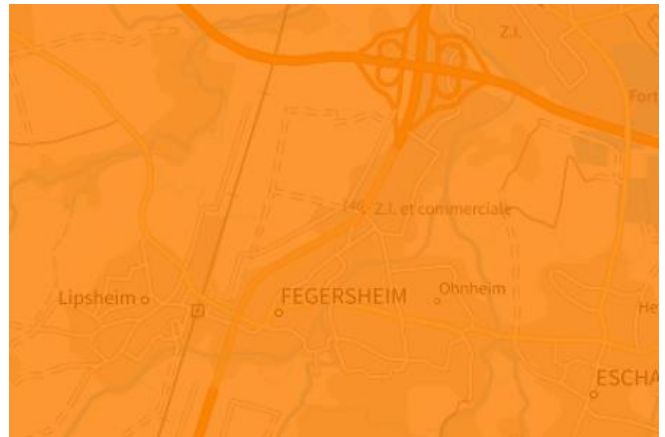 Z.I.
Fort
146
Z.I. et commerciale
Lipsheim
FEGERSHEIM
Ohnheim
He
ESCHA